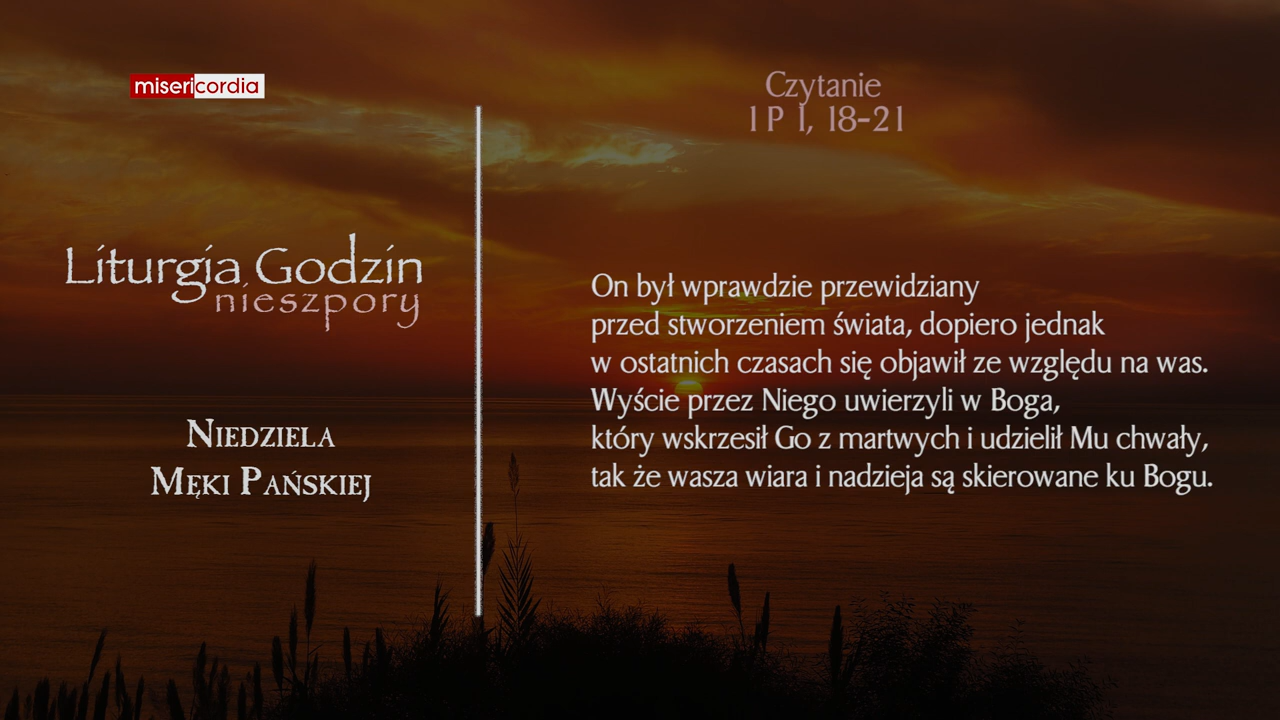 misericordia
Liturgia Godzin
nieszpory
Niedziela
Męki Pańskiej
Czytanie
1 P 1, 18-21
On był wprawdzie przewidziany
przed stworzeniem świata, dopiero jednak
w ostatnich czasach się objawił ze względu na was.
Wyście przez Niego uwierzyli w Boga,
który wskrzesił Go z martwych i udzielił Mu chwały,
tak że wasza wiara i nadzieja są skierowane ku Bogu.